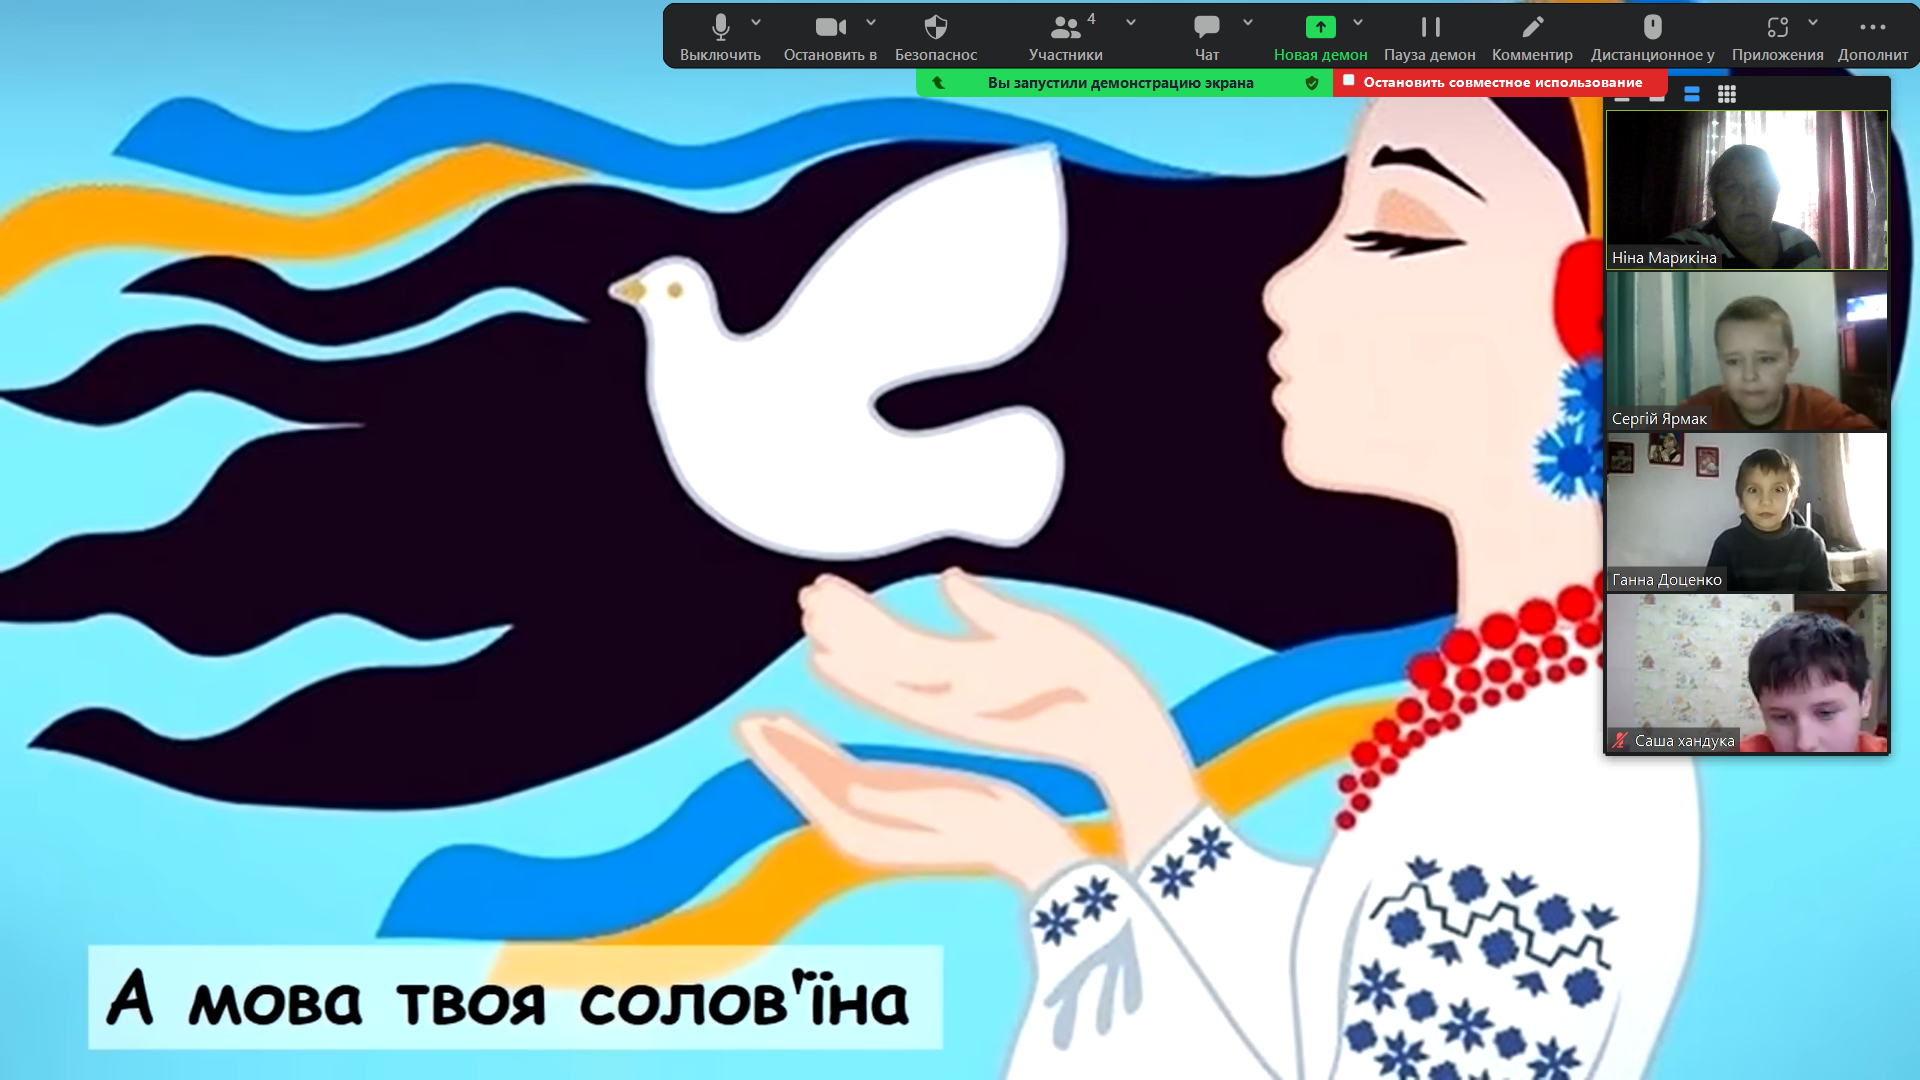 4
Выключить
Остановить в
Безопаснос
Участники
Чат
Новая демон
Пауза демон
Комментир
Дистанционное у
Приложения
Дополнит
Вы запустили демонстрацию экрана
Остановить совместное использование
Ніна Марикіна
Сергій Ярмак
Ганна Доценко
Саша хандука
А мова твоя солов'їна